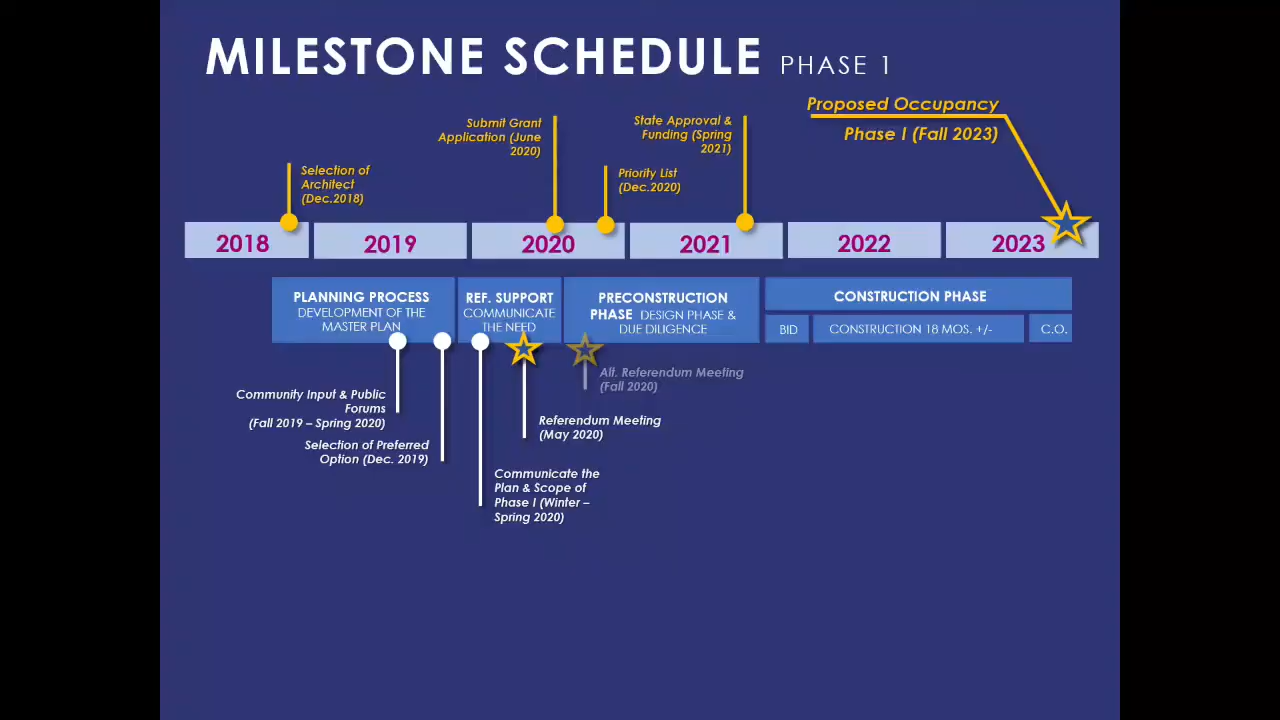 MILESTONE SCHEDULE PHASE 1
Proposed Occupancy
Phase I (Fall 2023)
Submit Grant
Application (June
2020)
State Approval &
Funding (Spring
2021)
Selection of
Architect
(Dec.2018)
Priority List
(Dec.2020)
2018
2019
2020
2021
2022
2023
PLANNING PROCESS
DEVELOPMENT OF THE
MASTER PLAN
REF. SUPPORT
COMMUNICATE
THE NEED
PRECONSTRUCTION
PHASE DESIGN PHASE &
DUE DILIGENCE
CONSTRUCTION PHASE
BID
CONSTRUCTION 18 MOS. +/-
C.O.
Alt. Referendum Meeting
(Fall 2020)
Community Input & Public
Forums
(Fall 2019 – Spring 2020)
Referendum Meeting
(May 2020)
Selection of Preferred
Option (Dec. 2019)
Communicate the
Plan & Scope of
Phase I (Winter –
Spring 2020)